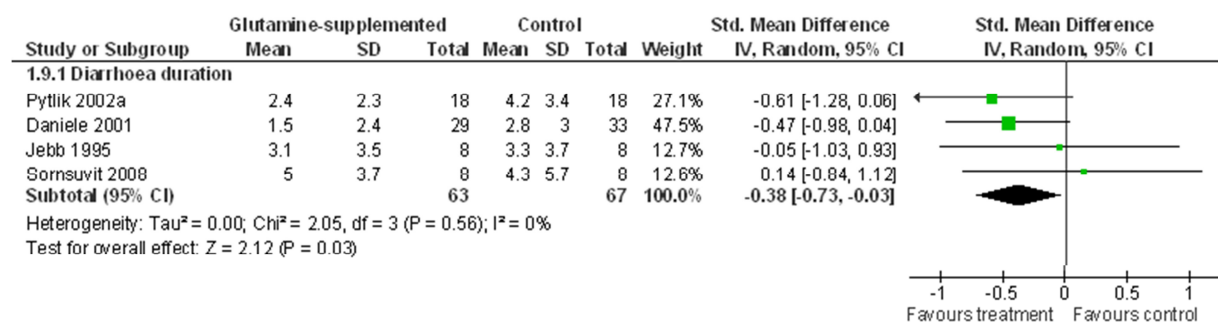 Glutamine-supplemented Control Std. Mean Difference Std. Mean Difference
Study or Subgroup Mean SD Total Mean SD Total Weight IV, Random, 95% CI IV, Random, 95% CI
1.9.1 Diarrhoea duration
Pytlik 2002a 2.4 2.3 18 4.2 3.4 18 27.1% -0.61 [-1.28, 0.06]
Daniele 2001 1.5 2.4 29 2.8 3 33 47.5% -0.47 [-0.98, 0.04]
Jebb 1995 3.1 3.5 8 3.3 3.7 8 12.7% -0.05 [-1.03, 0.93]
Sornsuvit 2008 5 3.7 8 4.3 5.7 8 12.6% 0.14 [-0.84, 1.12]
Subtotal (95% CI) 63 67 100.0% -0.38 [-0.73, -0.03]
Heterogeneity: Tau² = 0.00; Chi² = 2.05, df = 3 (P = 0.56); I² = 0%
Test for overall effect: Z = 2.12 (P = 0.03)
-1 -0.5 0 0.5 1
Favours treatment Favours control